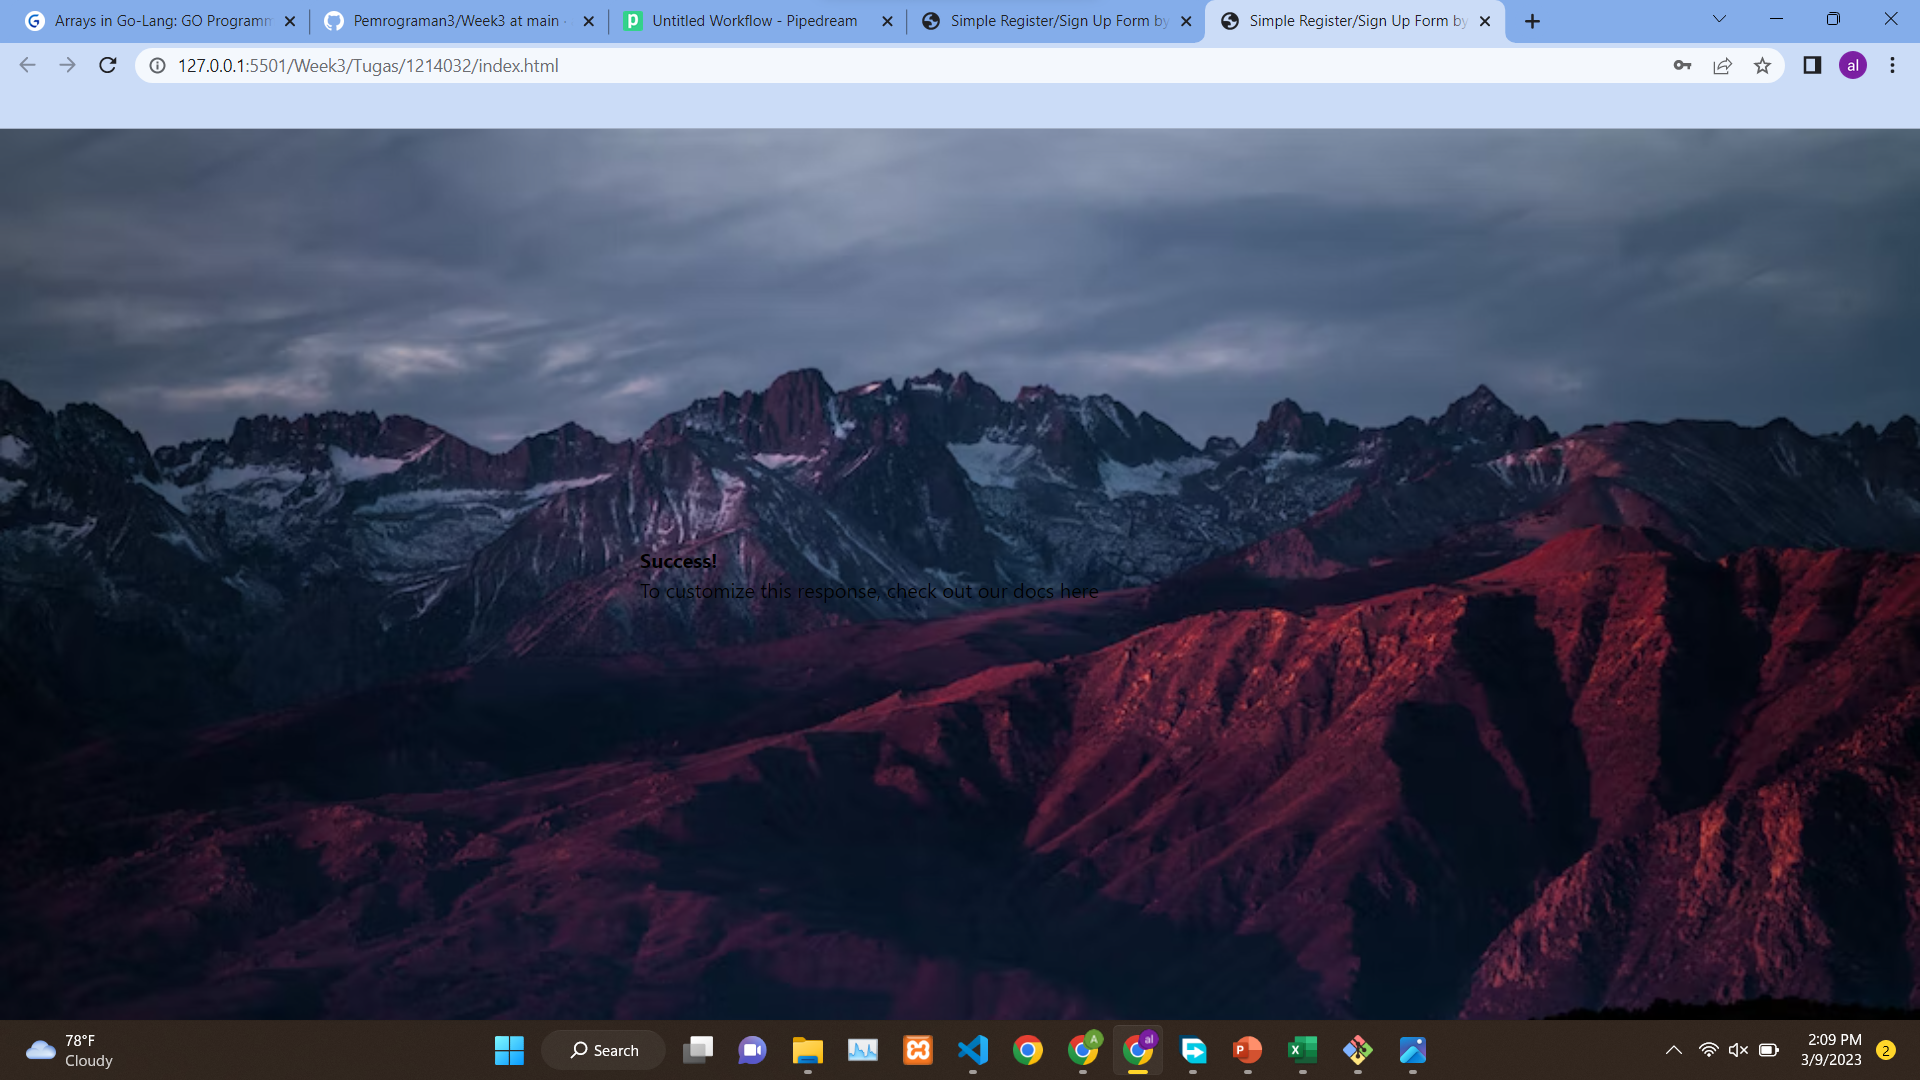 Arrays in Go-Lang: GO Programm
Pemrograman3/Week3 at main ·
Untitled Workflow - Pipedream
Simple Register/Sign Up Form by
Simple Register/Sign Up Form by
127.0.0.1:5501/Week3/Tugas/1214032/index.html
al
Success!
To customize this response, check out our docs here
78°F
Cloudy
Search
A
al
2:09 PM
3/9/2023
2